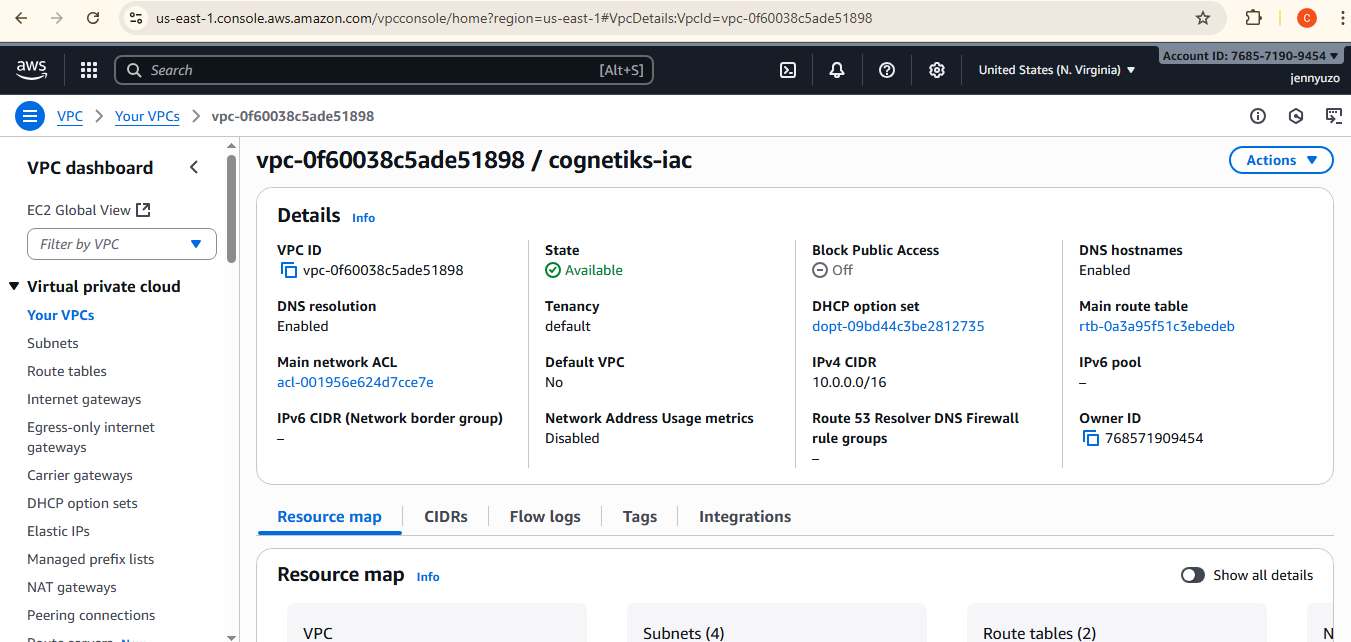 us-east-1.console.aws.amazon.com/vpcconsole/home?region=us-east-1#VpcDetails:VpcId=vpc-0f60038c5ade51898
C
aws
Search
[Alt+S]
United States (N. Virginia)
Account ID: 7685-7190-9454
jennyuzo
VPC
Your VPCs
vpc-0f60038c5ade51898
VPC dashboard
EC2 Global View
Filter by VPC
Virtual private cloud
Your VPCs
Subnets
Route tables
Internet gateways
Egress-only internet
gateways
Carrier gateways
DHCP option sets
Elastic IPs
Managed prefix lists
NAT gateways
Peering connections
Route servers New
vpc-0f60038c5ade51898 / cognetiks-iac
Actions
Details Info
VPC ID
vpc-0f60038c5ade51898
State
Available
Block Public Access
Off
DNS hostnames
Enabled
DNS resolution
Enabled
Tenancy
default
DHCP option set
dopt-09bd44c3be2812735
Main route table
rtb-0a3a95f51c3ebedeb
Main network ACL
acl-001956e624d7cce7e
Default VPC
No
IPv4 CIDR
10.0.0.0/16
IPv6 pool
–
IPv6 CIDR (Network border group)
–
Network Address Usage metrics
Disabled
Route 53 Resolver DNS Firewall
rule groups
–
Owner ID
768571909454
Resource map
CIDRs
Flow logs
Tags
Integrations
Resource map Info
Show all details
VPC
Subnets (4)
Route tables (2)
N